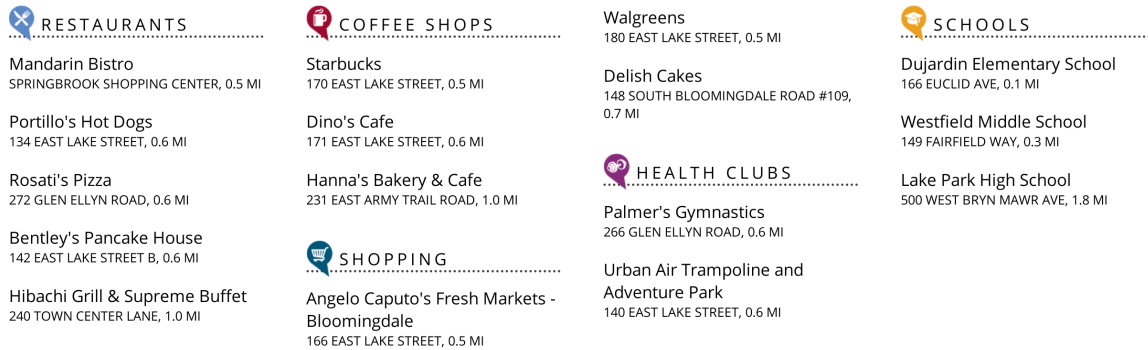 RESTAURANTS
Mandarin Bistro
SPRINGBROOK SHOPPING CENTER, 0.5 MI
Portillo's Hot Dogs
134 EAST LAKE STREET, 0.6 MI
Rosati's Pizza
272 GLEN ELLYN ROAD, 0.6 MI
Bentley's Pancake House
142 EAST LAKE STREET B, 0.6 MI
Hibachi Grill & Supreme Buffet
240 TOWN CENTER LANE, 1.0 MI
COFFEE SHOPS
Starbucks
170 EAST LAKE STREET, 0.5 MI
Dino's Cafe
171 EAST LAKE STREET, 0.6 MI
Hanna's Bakery & Cafe
231 EAST ARMY TRAIL ROAD, 1.0 MI
SHOPPING
Angelo Caputo's Fresh Markets -
Bloomingdale
166 EAST LAKE STREET, 0.5 MI
Walgreens
180 EAST LAKE STREET, 0.5 MI
Delish Cakes
148 SOUTH BLOOMINGDALE ROAD #109,
0.7 MI
HEALTH CLUBS
Palmer's Gymnastics
266 GLEN ELLYN ROAD, 0.6 MI
Urban Air Trampoline and
Adventure Park
140 EAST LAKE STREET, 0.6 MI
SCHOOLS
Dujardin Elementary School
166 EUCLID AVE, 0.1 MI
Westfield Middle School
149 FAIRFIELD WAY, 0.3 MI
Lake Park High School
500 WEST BRYN MAWR AVE, 1.8 MI